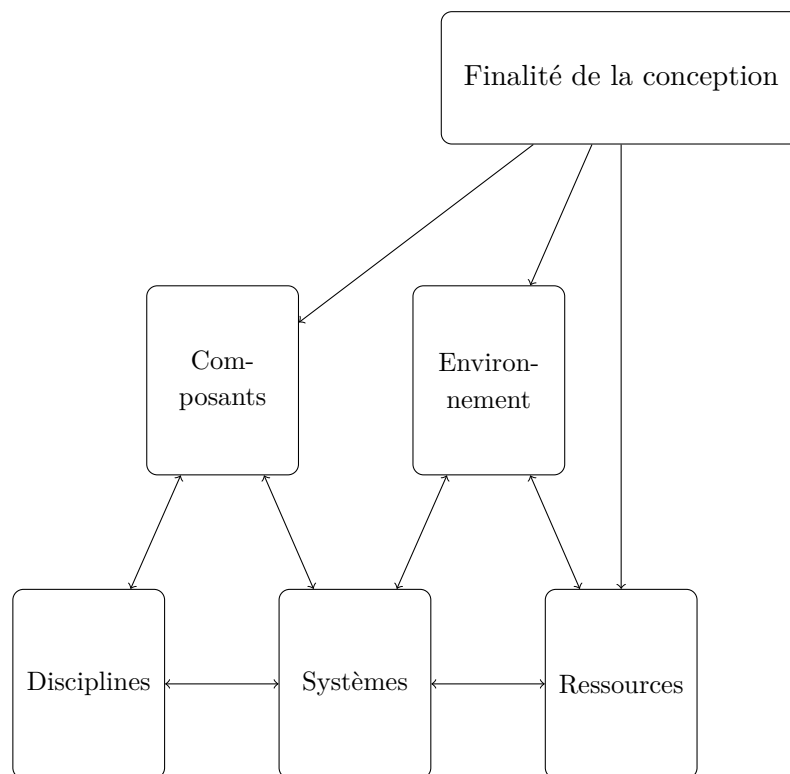 Finalité de la conception
Com-
posants
Environ-
nement
Disciplines
Systèmes
Ressources